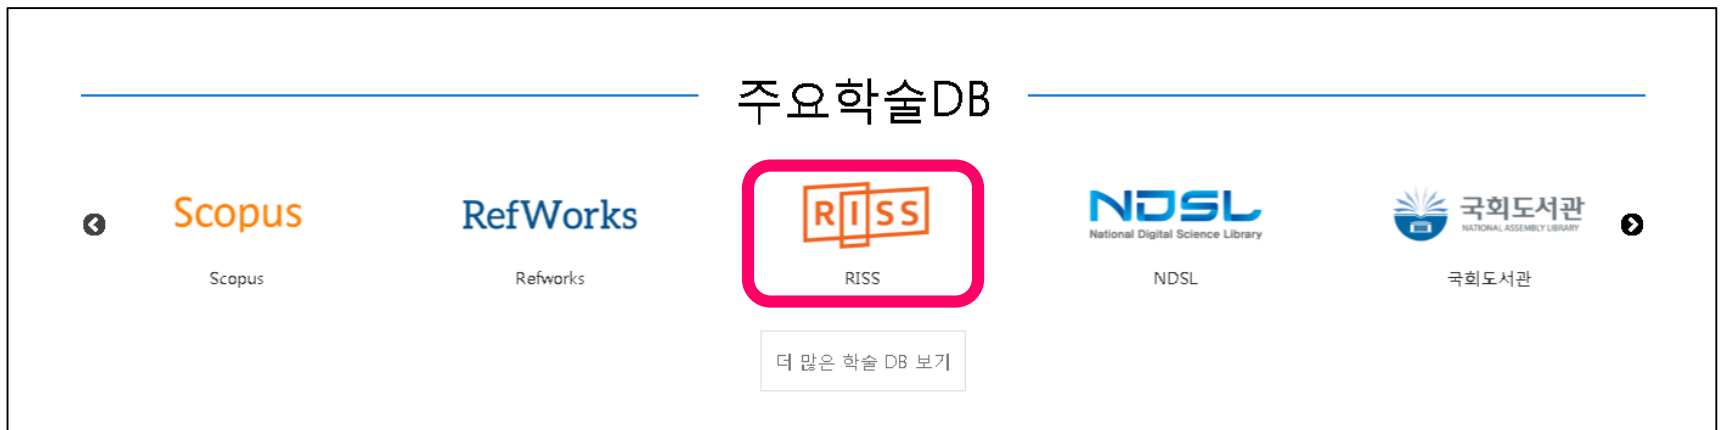 주요학술DB
Scopus
RefWorks
RISS
NDSL
National Digital Science Library
국회도서관
NATIONAL ASSEMBLY LIBRARY
Scopus
Refworks
RISS
NDSL
국회도서관
더 많은 학술 DB 보기